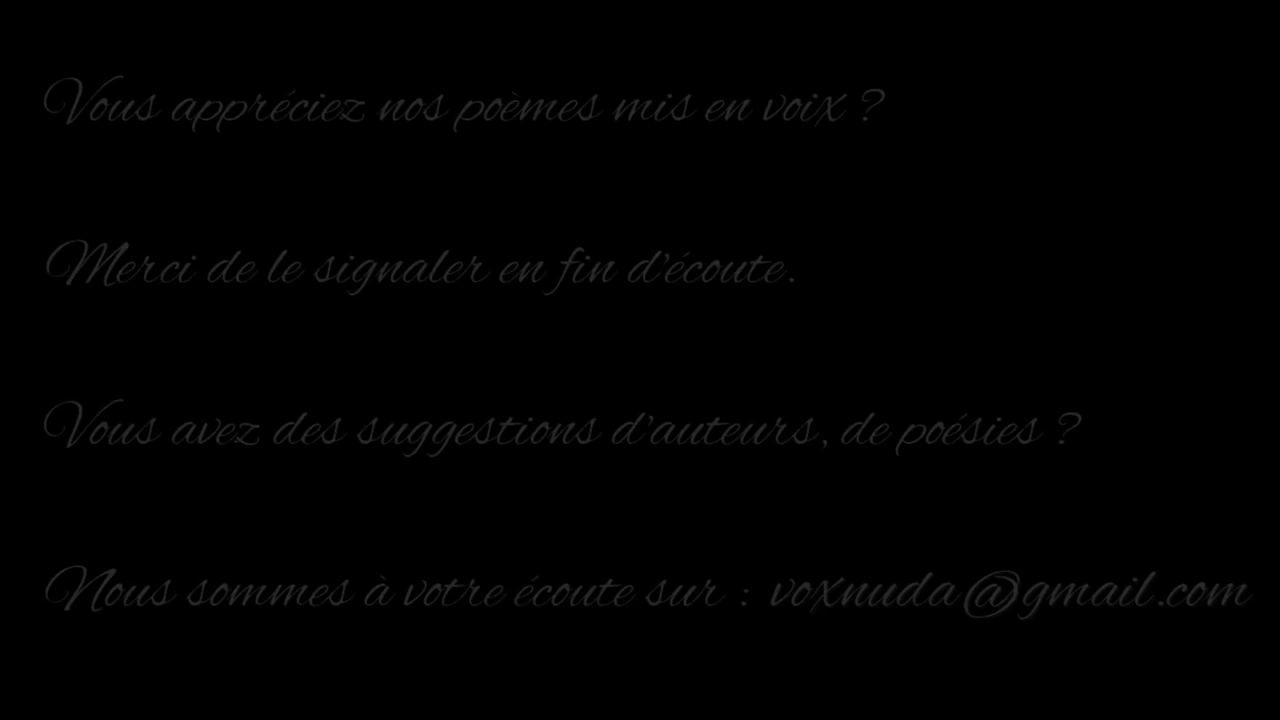 Vous appréciez nos poèmes mis en voix ?
Merci de le signaler en fin d'écoute.
Vous avez des suggestions d'auteurs, de poésies ?
Nous sommes à votre écoute sur : voxnuda@gmail.com